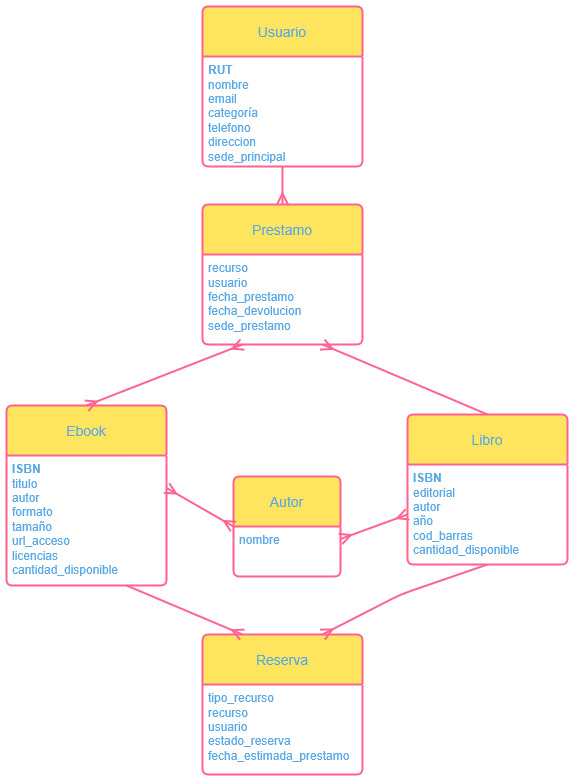 Usuario
RUT
nombre
email
categoría
telefono
direccion
sede_principal
Prestamo
recurso
usuario
fecha_prestamo
fecha_devolucion
sede_prestamo
Ebook
ISBN
titulo
autor
formato
tamaño
url_acceso
licencias
cantidad_disponible
Autor
nombre
Libro
ISBN
editorial
autor
año
cod_barras
cantidad_disponible
Reserva
tipo_recurso
recurso
usuario
estado_reserva
fecha_estimada_prestamo